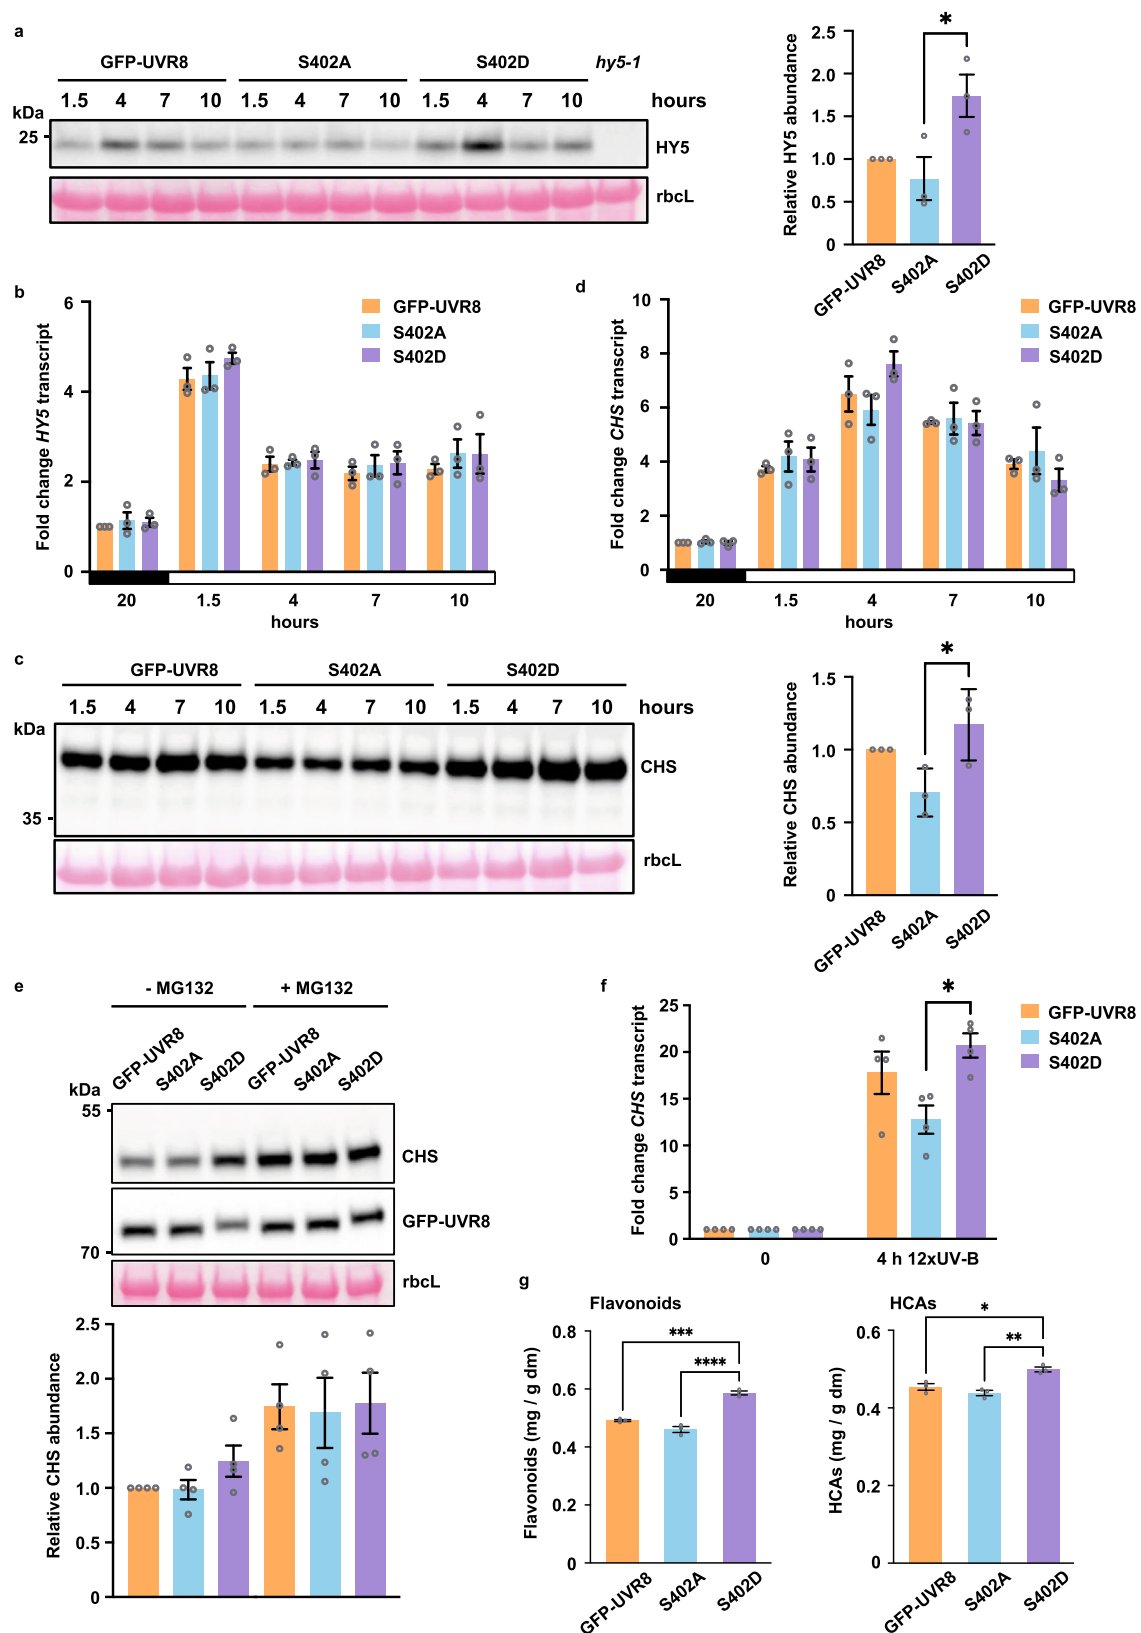 a
GFP-UVR8 S402A S402D hy5-1
1.5 4 7 10 1.5 4 7 10 1.5 4 7 10 hours
kDa
25
HY5
rbcL
*
Relative HY5 abundance
2.5
2.0
1.5
1.0
0.5
0
GFP-UVR8 S402A S402D
b
Fold change HY5 transcript
6
4
2
0
GFP-UVR8
S402A
S402D
20 1.5 4 7 10
hours
d
Fold change CHS transcript
10
8
6
4
2
0
GFP-UVR8
S402A
S402D
20 1.5 4 7 10
hours
c
GFP-UVR8 S402A S402D
1.5 4 7 10 1.5 4 7 10 1.5 4 7 10 hours
kDa
CHS
35
rbcL
*
Relative CHS abundance
1.5
1.0
0.5
0
GFP-UVR8 S402A S402D
e
- MG132 + MG132
GFP-UVR8 S402A S402D GFP-UVR8 S402A S402D
kDa
55
CHS
GFP-UVR8
70
rbcL
Relative CHS abundance
2.5
2.0
1.5
1.0
0.5
0
f
Fold change CHS transcript
25
20
15
10
5
0
*
GFP-UVR8
S402A
S402D
0 4 h 12xUV-B
g
Flavonoids
Flavonoids (mg / g dm)
0.8
0.6
0.4
0.2
0
***
****
GFP-UVR8 S402A S402D
HCAs
HCAs (mg / g dm)
0.6
0.4
0.2
0
*
**
GFP-UVR8 S402A S402D